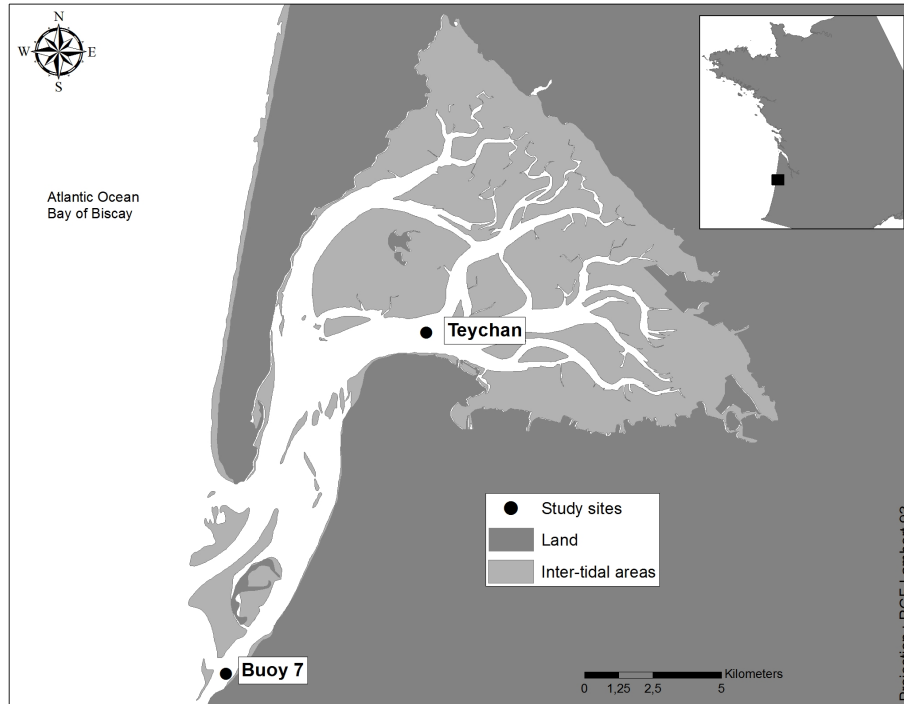 N
W E
S
Atlantic Ocean
Bay of Biscay
Teychan
Study sites
Land
Inter-tidal areas
Buoy 7
Kilometers
0 1,25 2,5 5